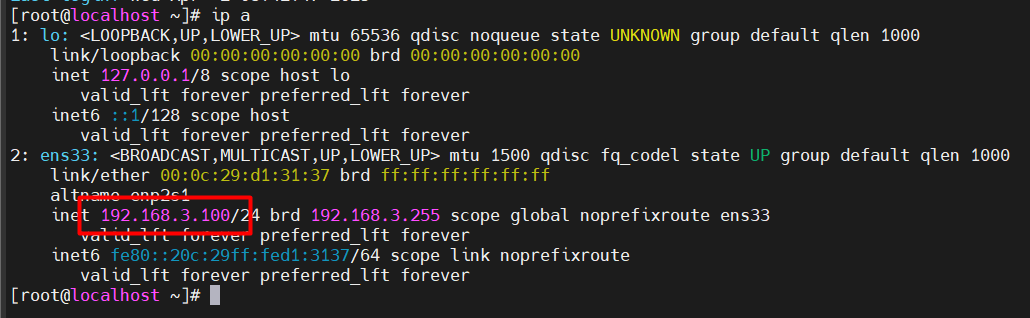 [root@localhost ~]# ip a
1: lo: <LOOPBACK,UP,LOWER_UP> mtu 65536 qdisc noqueue state UNKNOWN group default qlen 1000
link/loopback 00:00:00:00:00:00 brd 00:00:00:00:00:00
inet 127.0.0.1/8 scope host lo
valid_lft forever preferred_lft forever
inet6 ::1/128 scope host
valid_lft forever preferred_lft forever
2: ens33: <BROADCAST,MULTICAST,UP,LOWER_UP> mtu 1500 qdisc fq_codel state UP group default qlen 1000
link/ether 00:0c:29:d1:31:37 brd ff:ff:ff:ff:ff:ff
altname enp2s1
inet 192.168.3.100/24 brd 192.168.3.255 scope global noprefixroute ens33
valid_lft forever preferred_lft forever
inet6 fe80::20c:29ff:fed1:3137/64 scope link noprefixroute
valid_lft forever preferred_lft forever
[root@localhost ~]#